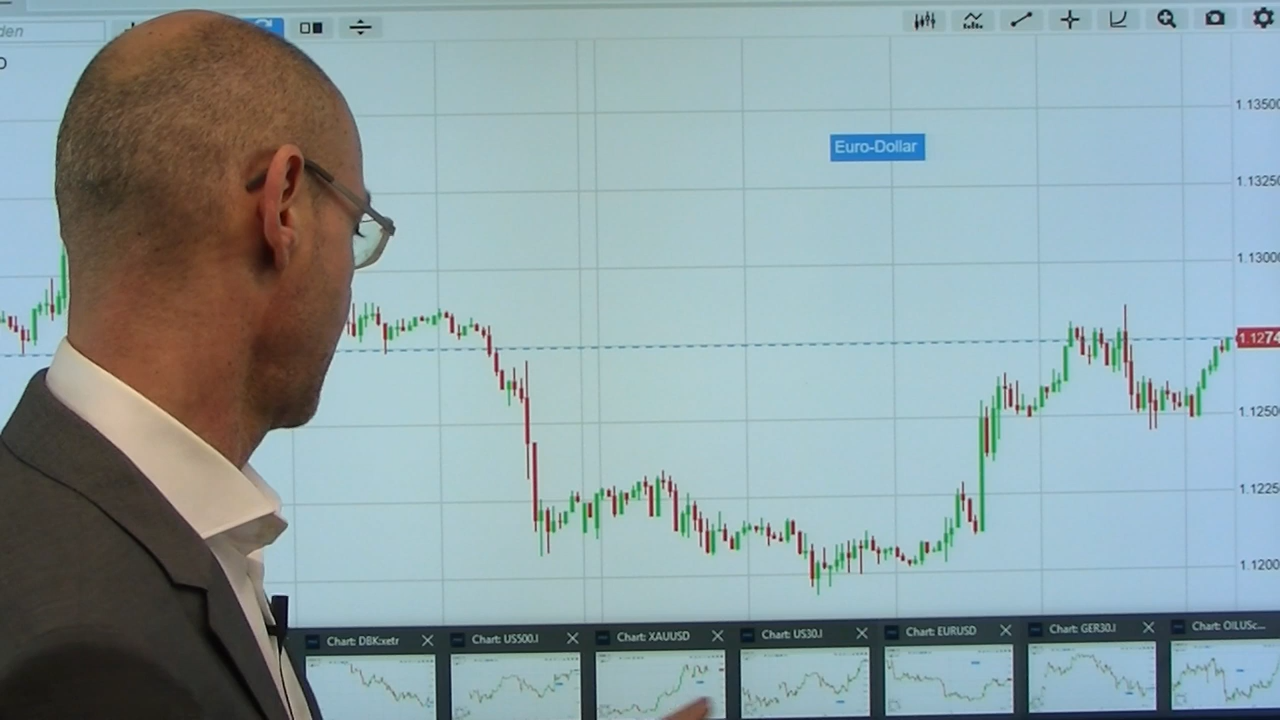 den
Euro-Dollar
1.13500
1.13250
1.13000
1.1274
1.12500
1.12250
1.12000
Chart: DBK:xetr
Chart: US500.I
Chart: XAUUSD
Chart: US30.I
Chart: EURUSD
Chart: GER30.I
Chart: OILUSc...